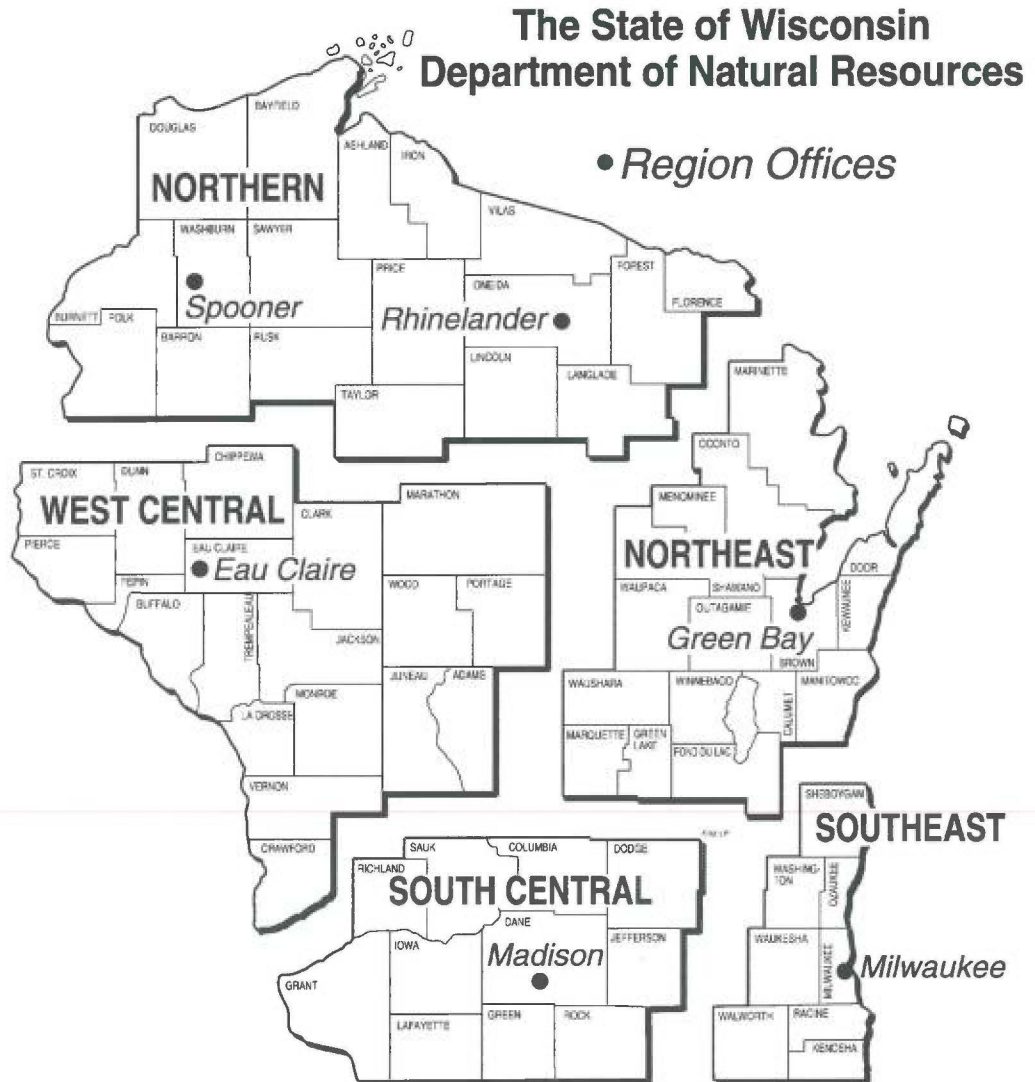 The State of Wisconsin
Department of Natural Resources
• Region Offices
BAYFIELD
DOUGLAS
ASHLAND
IRON
NORTHERN
VILAS
WASHBURN
SAWYER
PRICE
FOREST
ONEIDA
FLORENCE
Spooner
Rhinelander
BURNETT
POLK
BARRON
RUSK
LINCOLN
LANGLADE
TAYLOR
MARINETTE
OCONTO
CHIPPEWA
ST. CROIX
DUNN
MARATHON
MENOMINEE
WEST CENTRAL
CLARK
NORTHEAST
PIERCE
EAU CLAIRE
Eau Claire
DOOR
PEPIN
WOOD
PORTAGE
WAUPACA
SHAWANO
BUFFALO
OUTAGAMIE
KEWAUNEE
TREMPEALEAU
Green Bay
JACKSON
BROWN
JUNEAU
ADAMS
WAUSHARA
WINNEBAGO
MANITOWOC
MONROE
CALUMET
LA CROSSE
MARQUETTE
GREEN
LAKE
FOND DU LAC
VERNON
SHEBOYGAN
SOUTHEAST
CRAWFORD
SAUK
COLUMBIA
DODGE
RICHLAND
WASHING-
TON
OZAUKEE
SOUTH CENTRAL
DANE
IOWA
JEFFERSON
WAUKESHA
MILWAUKEE
Madison
Milwaukee
GRANT
LAFAYETTE
GREEN
ROCK
WALWORTH
RACINE
KENOSHA